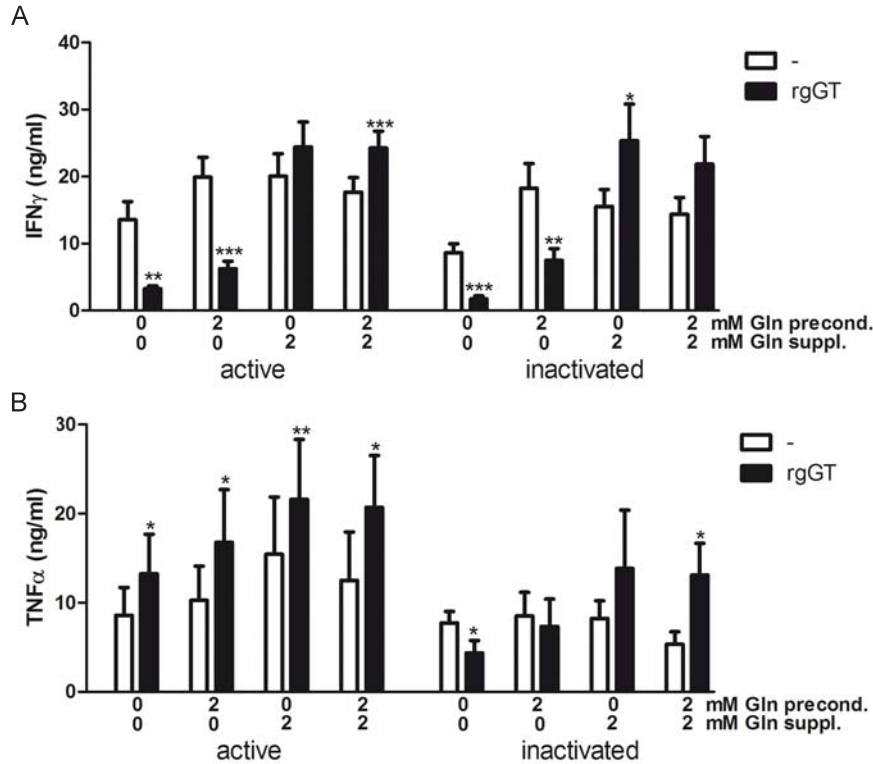 A
40
30
20
10
0
IFNγ (ng/ml)
-
rgGT
** *** *** *** ** *
0 2 0 2 0 2 0 2 mM Gln precond.
0 0 2 2 0 0 2 2 mM Gln suppl.
active inactivated
B
30
20
10
0
TNFα (ng/ml)
-
rgGT
* * ** * * *
0 2 0 2 0 2 0 2 mM Gln precond.
0 0 2 2 0 0 2 2 mM Gln suppl.
active inactivated